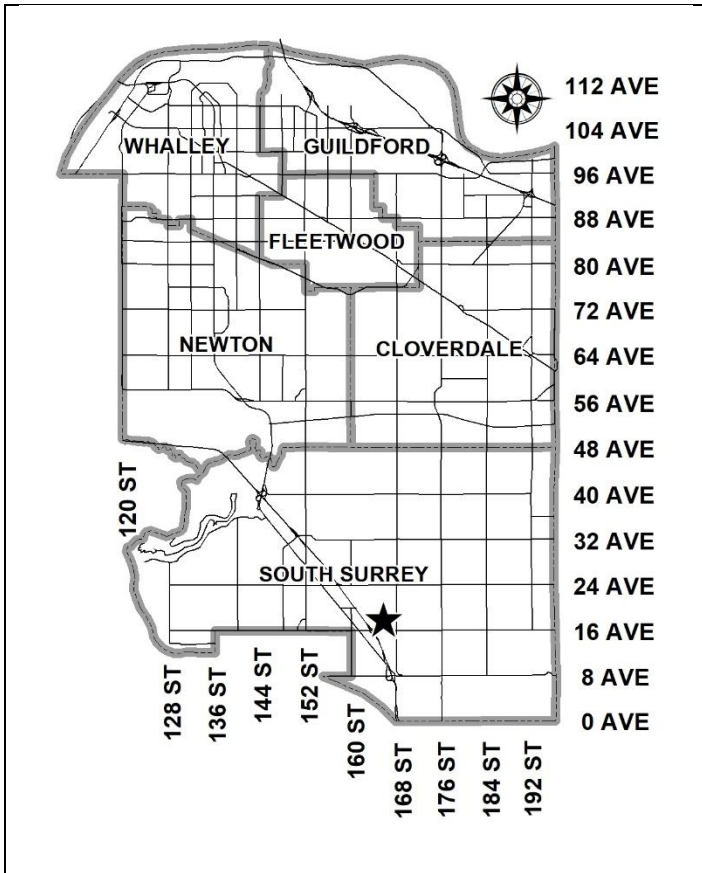 112 AVE
104 AVE
WHALLEY
GUILDFORD
96 AVE
88 AVE
FLEETWOOD
80 AVE
72 AVE
NEWTON
CLOVERDALE
64 AVE
56 AVE
48 AVE
120 ST
40 AVE
32 AVE
SOUTH SURREY
24 AVE
16 AVE
8 AVE
0 AVE
128 ST
136 ST
144 ST
152 ST
160 ST
168 ST
176 ST
184 ST
192 ST